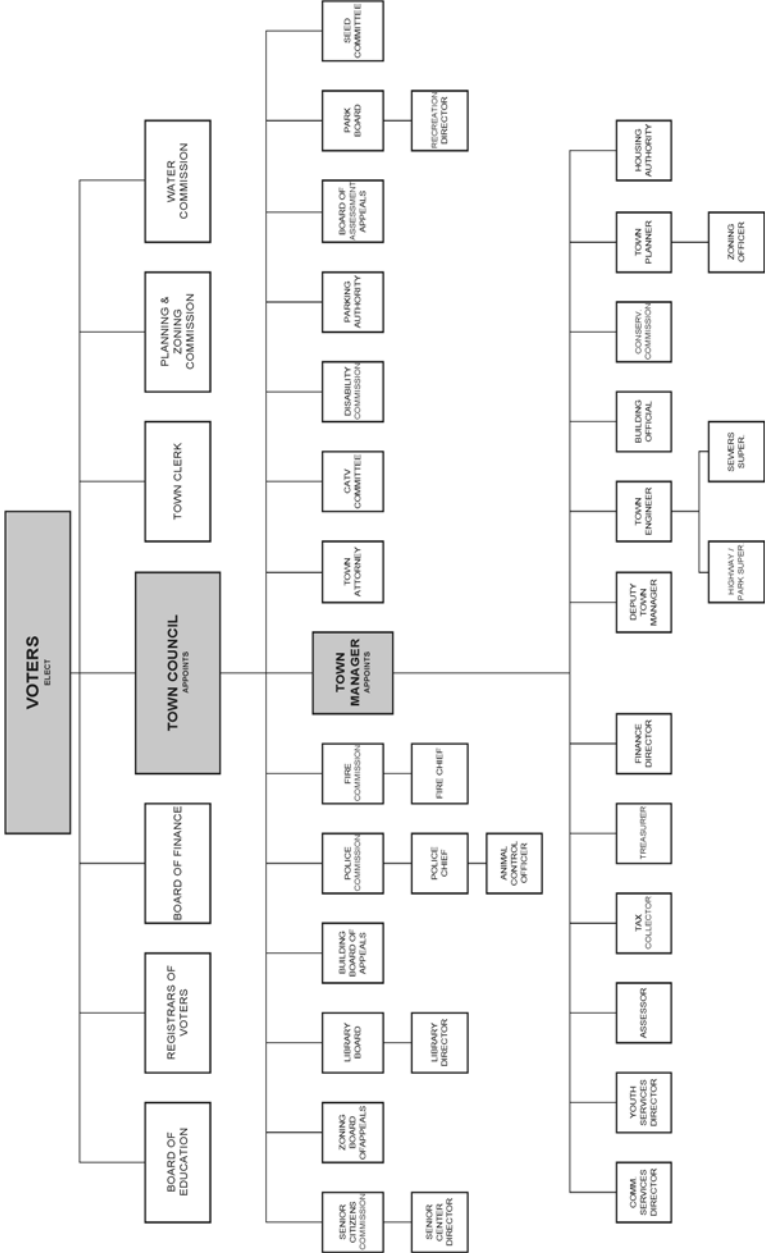 VOTERS
ELECT
BOARD OF
EDUCATION
REGISTRARS OF
VOTERS
BOARD OF FINANCE
TOWN COUNCIL
APPOINTS
TOWN CLERK
PLANNING &
ZONING
COMMISSION
WATER
COMMISSION
SENIOR
CITIZENS
COMMISSION
ZONING
BOARD
OFAPPEALS
LIBRARY
BOARD
BUILDING
BOARD OF
APPEALS
POLICE
COMMISSION
FIRE
COMMISSION
TOWN
MANAGER
APPOINTS
TOWN
ATTORNEY
CATV
COMMITTEE
DISABILITY
COMMISSION
PARKING
AUTHORITY
BOARD OF
ASSESSMENT
APPEALS
PARK
BOARD
SEED
COMMITTEE
SENIOR
CENTER
DIRECTOR
LIBRARY
DIRECTOR
POLICE
CHIEF
FIRE CHIEF
RECREATION
DIRECTOR
ANIMAL
CONTROL
OFFICER
COMM.
SERVICES
DIRECTOR
YOUTH
SERVICES
DIRECTOR
ASSESSOR
TAX
COLLECTOR
TREASURER
FINANCE
DIRECTOR
DEPUTY
TOWN
MANAGER
TOWN
ENGINEER
BUILDING
OFFICIAL
CONSERV.
COMMISSION
TOWN
PLANNER
HOUSING
AUTHORITY
HIGHWAY /
PARK SUPER.
SEWERS
SUPER.
ZONING
OFFICER